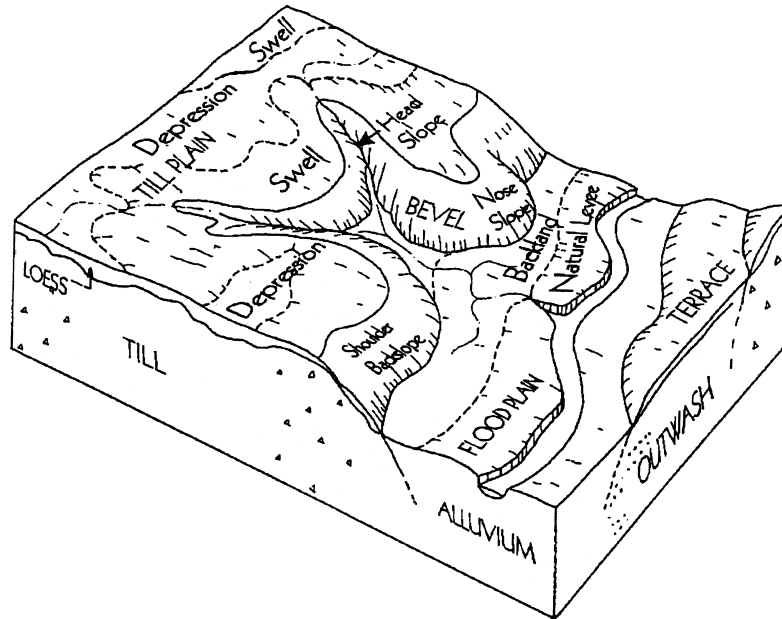 Swell
Depression
TILL PLAIN
Swell
Head
Slope
BEVEL
Nose
Slope
Backland
Natural Levee
LOESS
Depression
TERRACE
Shoulder
Backslope
TILL
FLOOD PLAIN
OUTWASH
ALLUVIUM